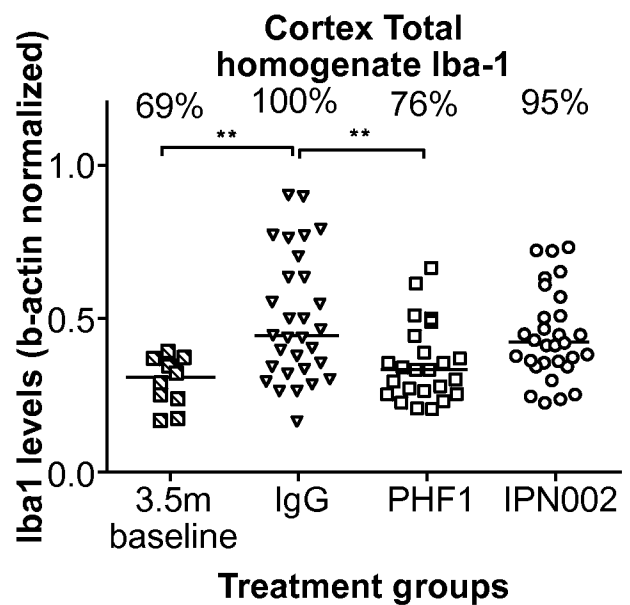 Cortex Total
homogenate Iba-1
69% 100% 76% 95%
** **
Iba1 levels (b-actin normalized)
1.0
0.5
0.0
3.5m IgG PHF1 IPN002
baseline
Treatment groups